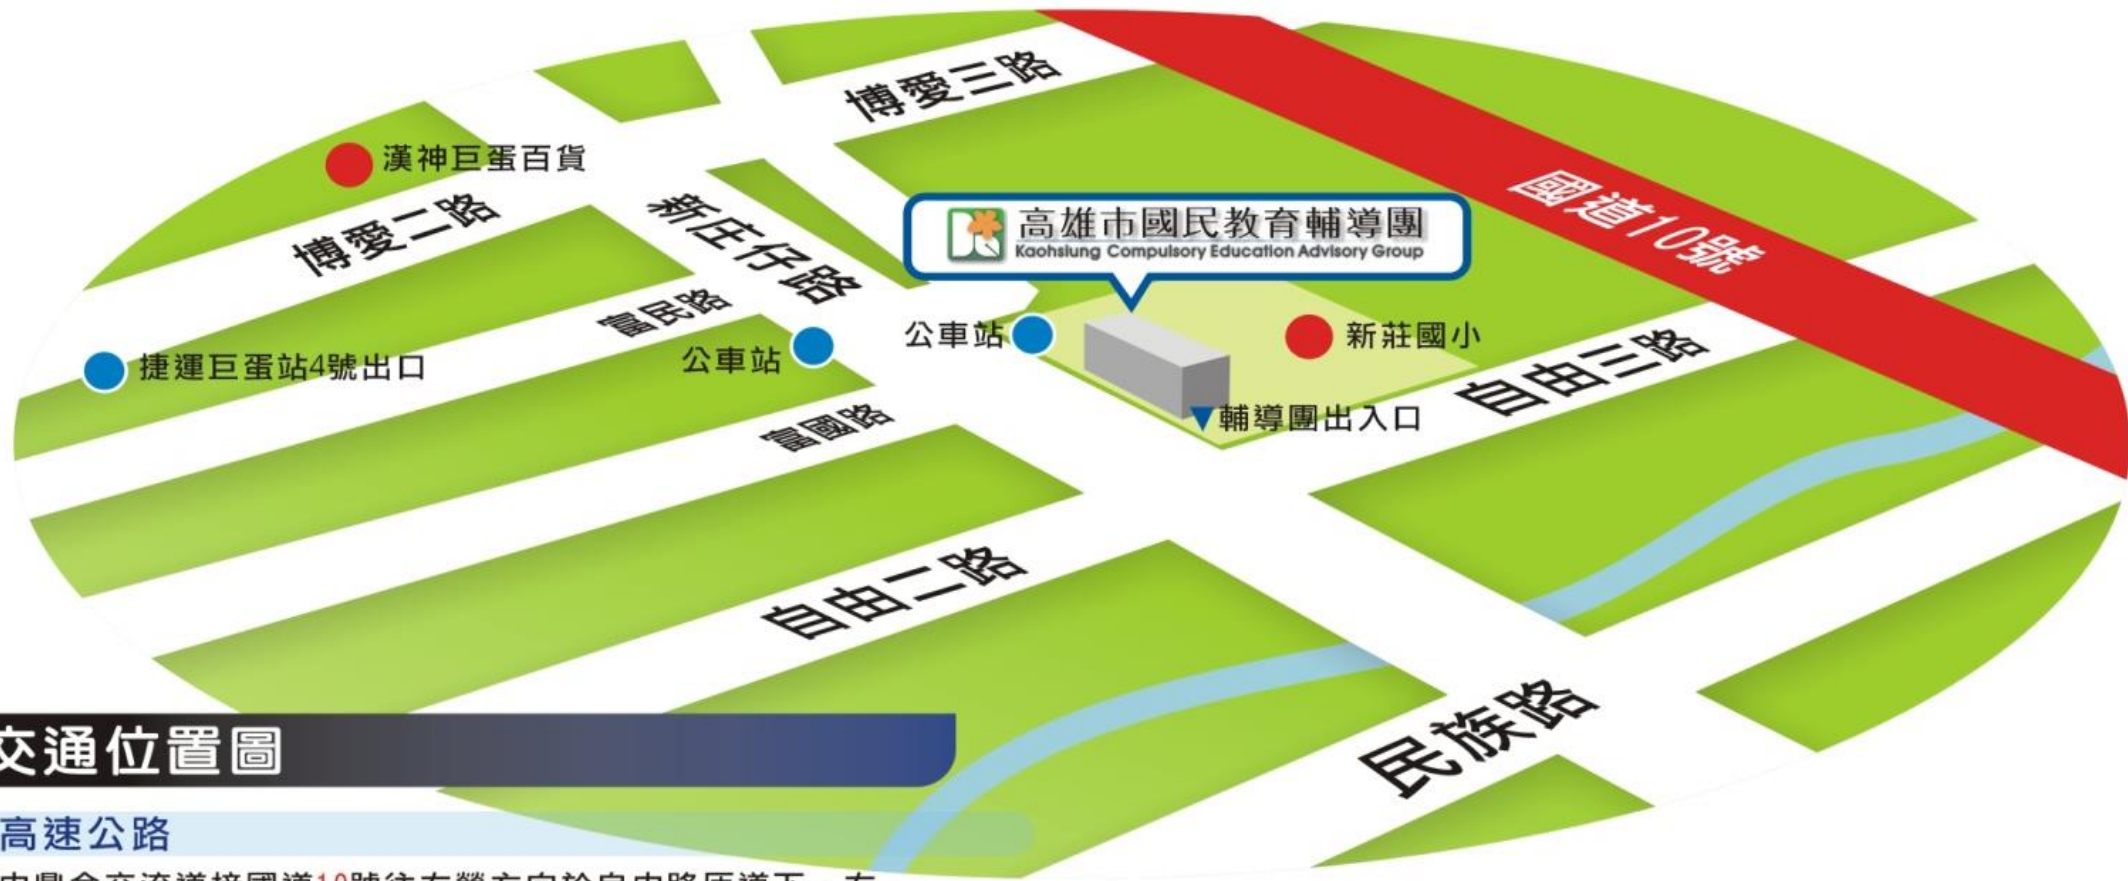 博愛三路
漢神巨蛋百貨
國道10號
博愛二路
新庄仔路
高雄市國民教育輔導團
Kaohsiung Compulsory Education Advisory Group
富民路
公車站
新莊國小
公車站
捷運巨蛋站4號出口
自由三路
富國路
輔導團出入口
自由二路
民族路
交通位置圖
高速公路